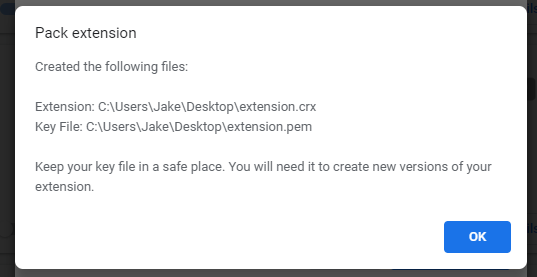 Pack extension
Created the following files:
Extension: C:\Users\Jake\Desktop\extension.crx
Key File: C:\Users\Jake\Desktop\extension.pem
Keep your key file in a safe place. You will need it to create new versions of your
extension.
OK